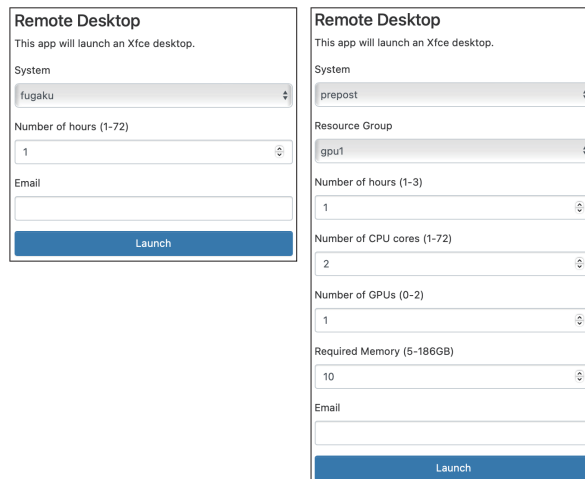 Remote Desktop
This app will launch an Xfce desktop.
System
fugaku
Number of hours (1-72)
1
Email
Launch
Remote Desktop
This app will launch an Xfce desktop.
System
prepost
Resource Group
gpu1
Number of hours (1-3)
1
Number of CPU cores (1-72)
2
Number of GPUs (0-2)
1
Required Memory (5-186GB)
10
Email
Launch